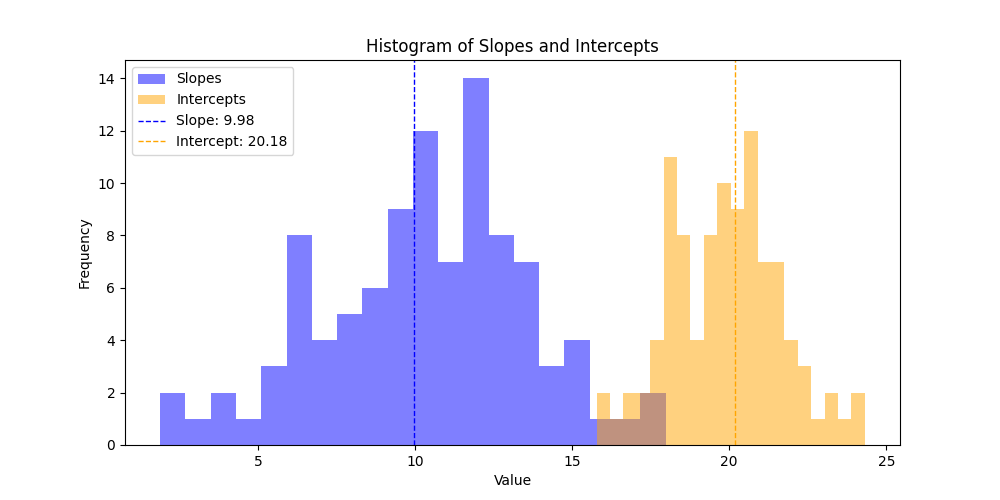 Histogram of Slopes and Intercepts
Slopes
Intercepts
Slope: 9.98
Intercept: 20.18
14
12
10
8
6
4
2
0
Frequency
5
10
15
20
25
Value